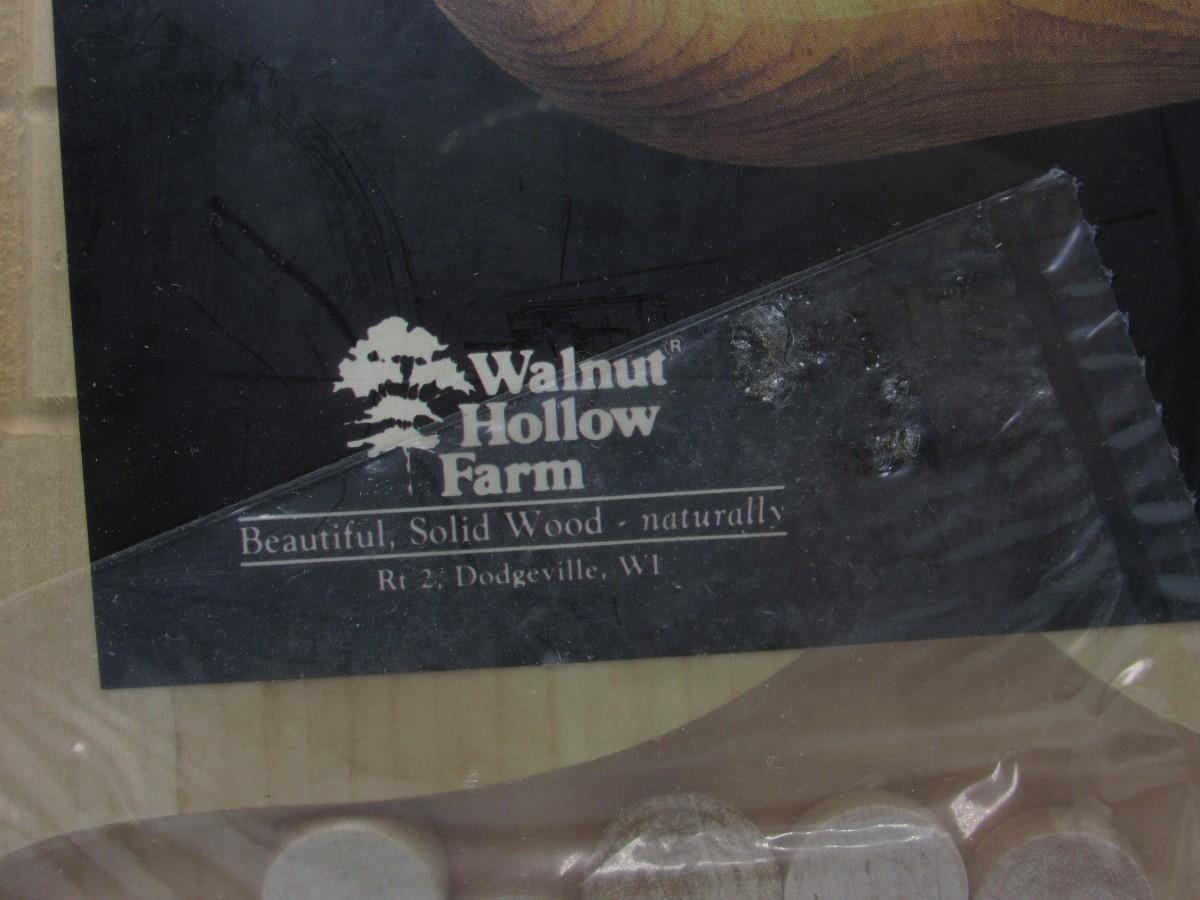 Walnut®
Hollow
Farm
Beautiful, Solid Wood - naturally
Rt 2, Dodgeville, WI